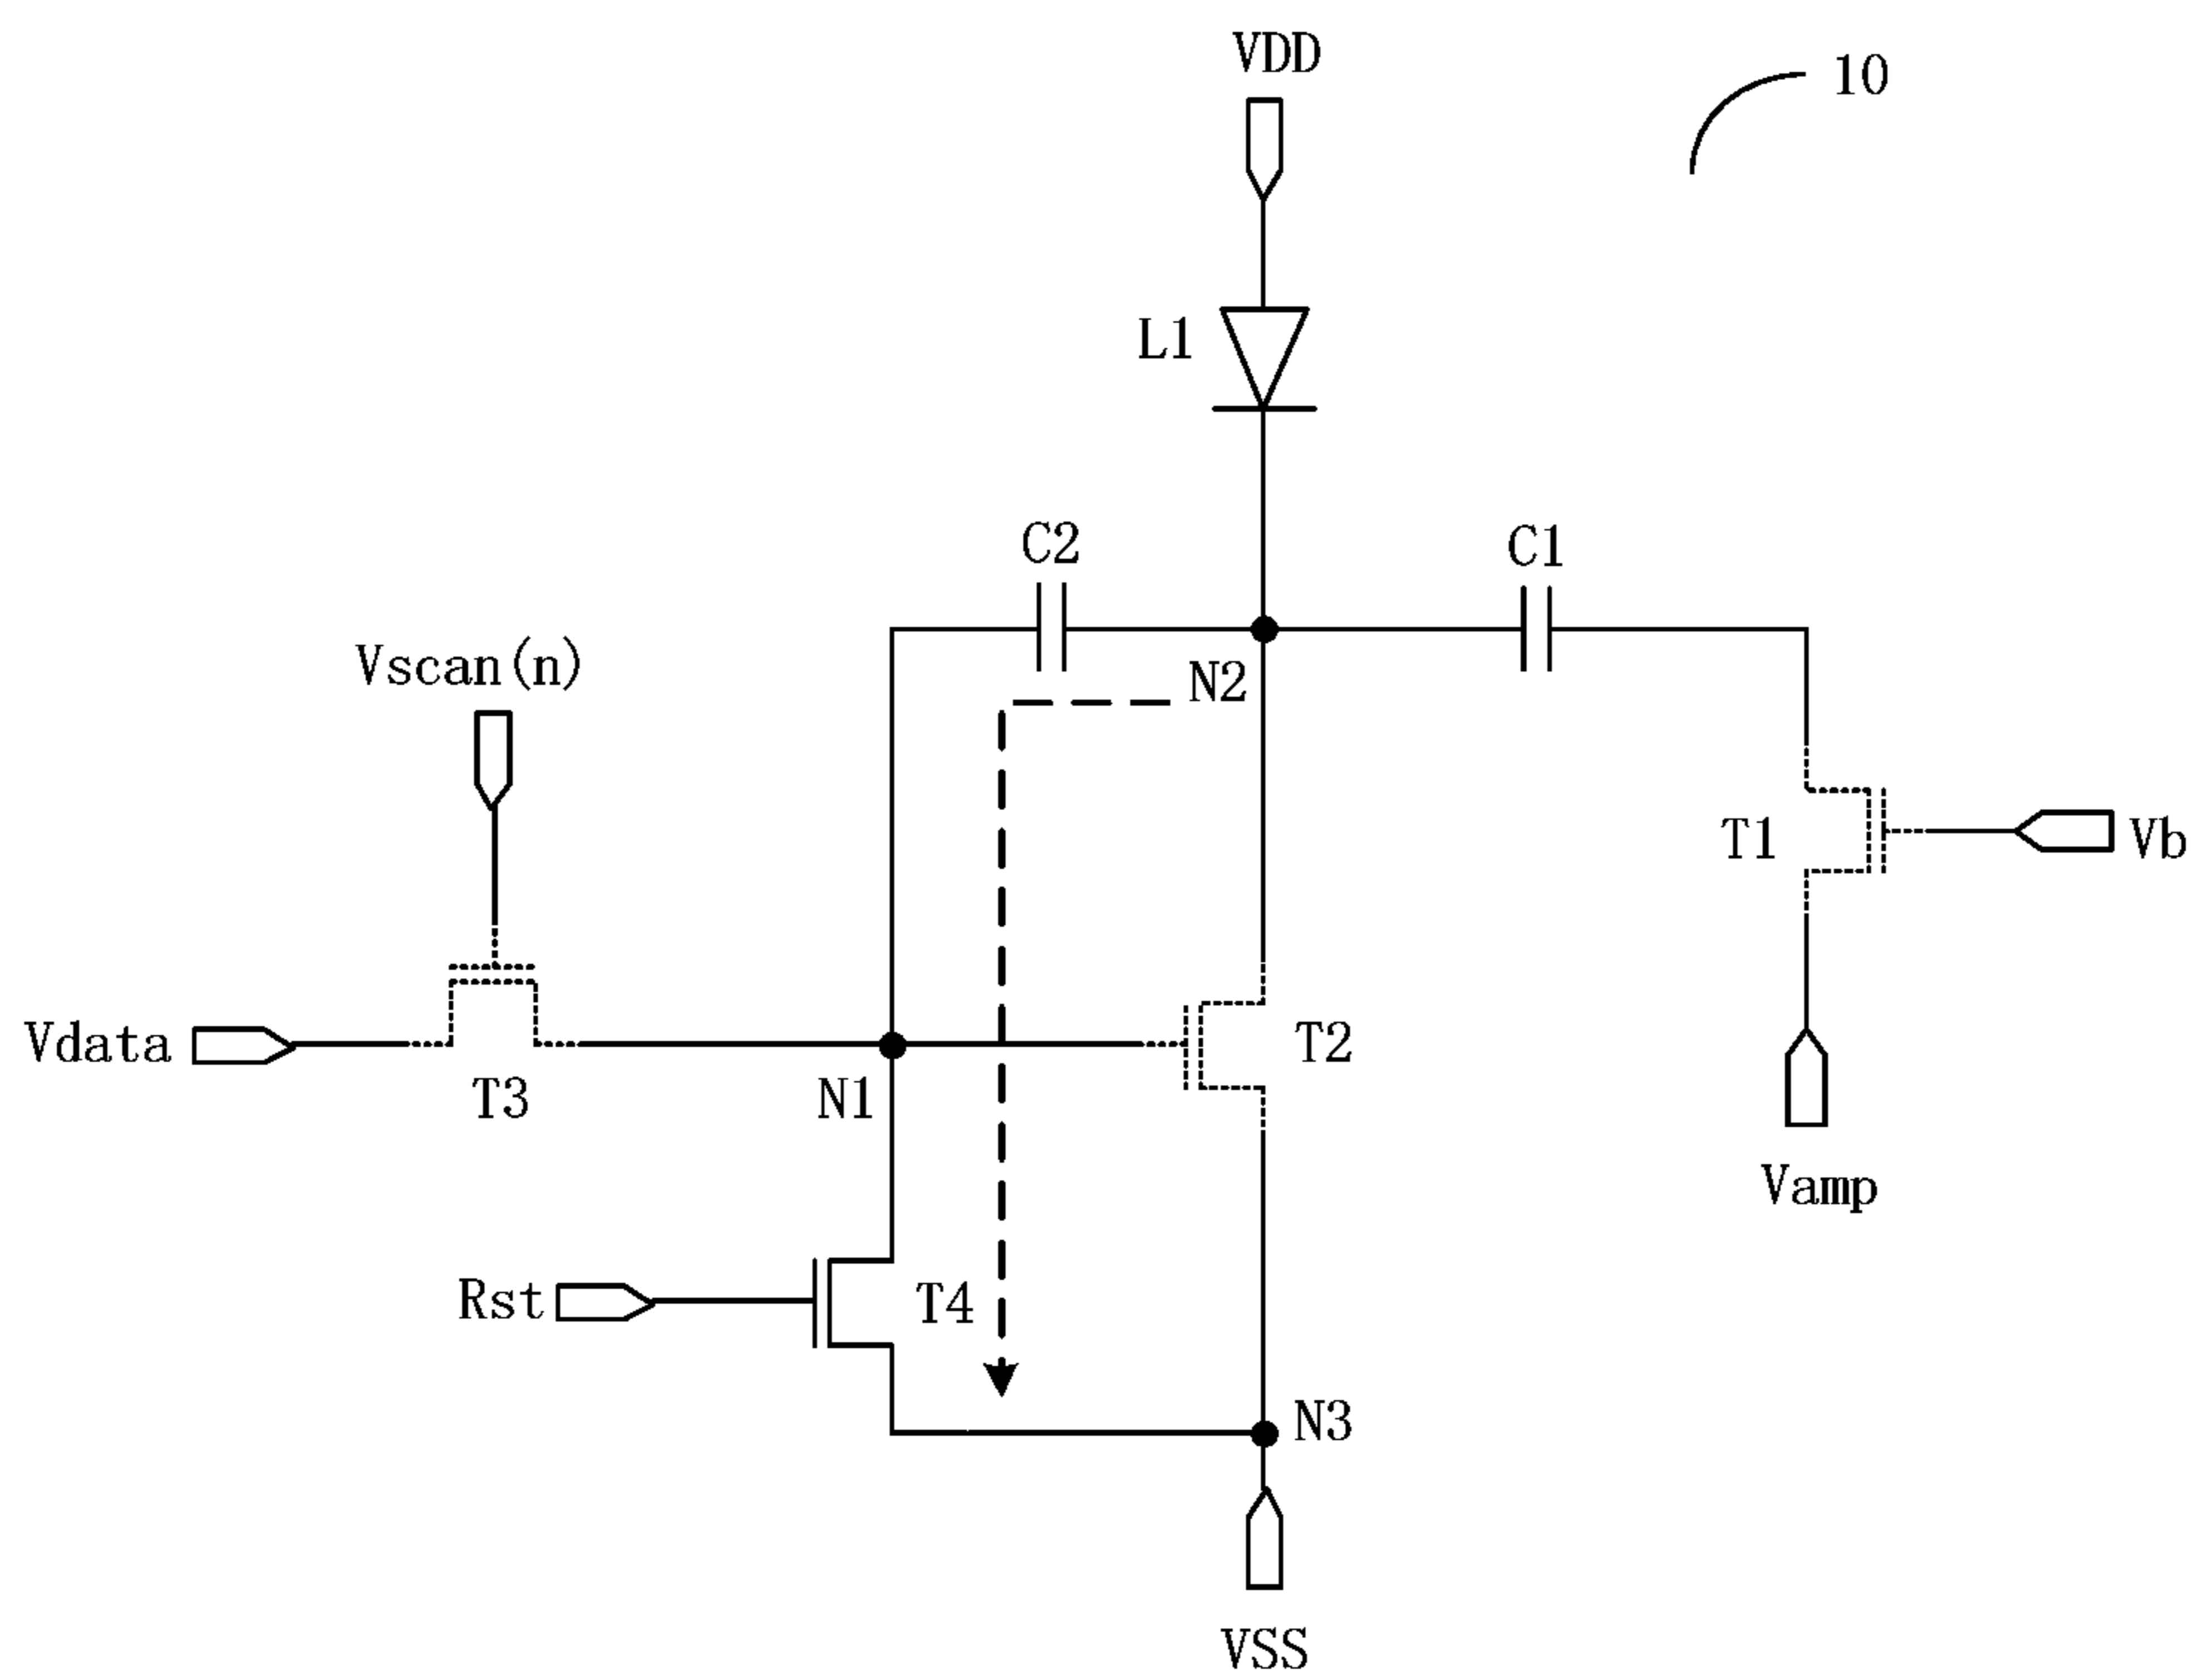 VDD
10
L1
C2
C1
Vscan(n)
N2
T1
Vb
Vdata
T3
N1
T2
Vamp
Rst
T4
N3
VSS